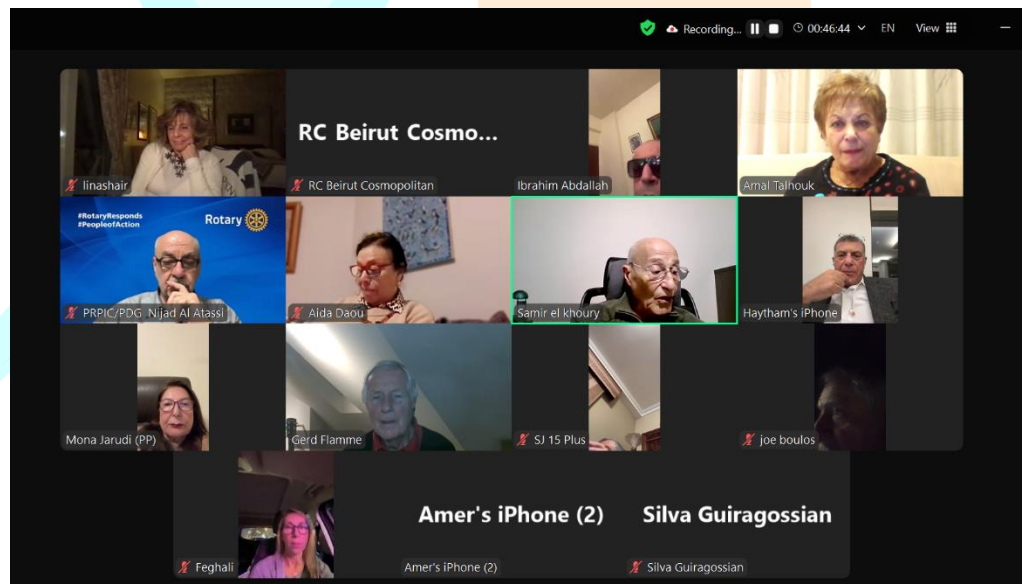 Recording...
00:46:44
EN
View
linashair
RC Beirut Cosmo...
RC Beirut Cosmopolitan
Ibrahim Abdallah
Amal Talhouk
#RotaryResponds
#PeopleofAction
Rotary
PRPIC/PDG Nijad Al Atassi
Aida Daou
Samir el khoury
Haytham's iPhone
Mona Jarudi (PP)
Gerd Flamme
SJ 15 Plus
joe boulos
Feghali
Amer's iPhone (2)
Amer's iPhone (2)
Silva Guiragossian
Silva Guiragossian